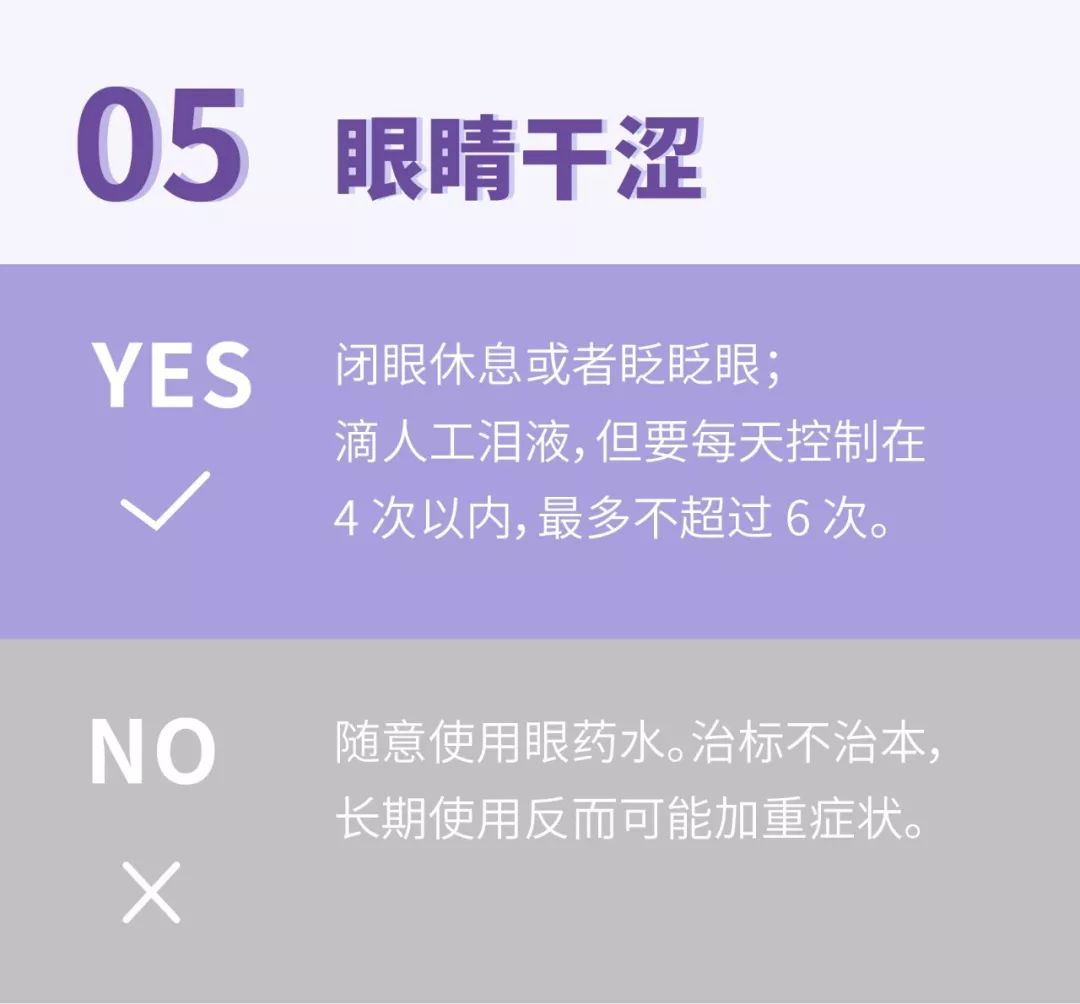 05 眼睛干涩
YES
闭眼休息或者眨眨眼；
滴人工泪液，但要每天控制在
4 次以内，最多不超过 6 次。
NO
随意使用眼药水。治标不治本，
长期使用反而可能加重症状。